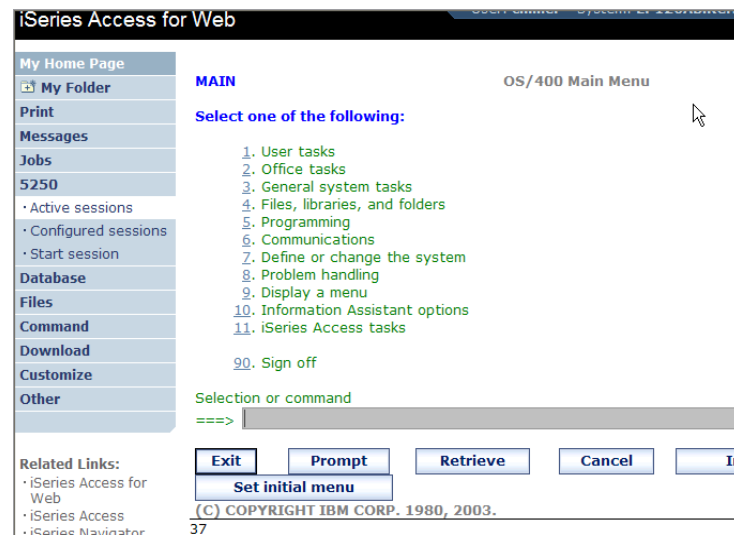 iSeries Access for Web
My Home Page
My Folder
Print
Messages
Jobs
5250
· Active sessions
· Configured sessions
· Start session
Database
Files
Command
Download
Customize
Other
Related Links:
· iSeries Access for
Web
· iSeries Access
· iSeries Navigator
MAIN OS/400 Main Menu
Select one of the following:
1. User tasks
2. Office tasks
3. General system tasks
4. Files, libraries, and folders
5. Programming
6. Communications
7. Define or change the system
8. Problem handling
9. Display a menu
10. Information Assistant options
11. iSeries Access tasks
90. Sign off
Selection or command
===>
Exit Prompt Retrieve Cancel
Set initial menu
(C) COPYRIGHT IBM CORP. 1980, 2003.
37